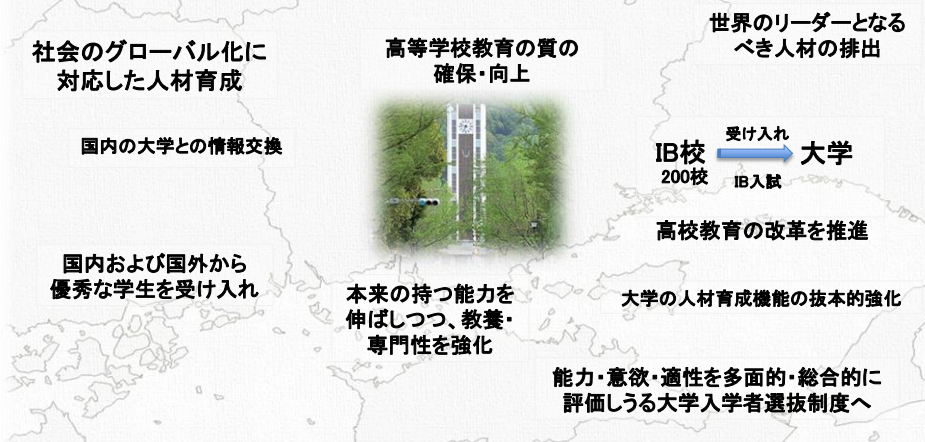 社会のグローバル化に
対応した人材育成
高等学校教育の質の
確保・向上
世界のリーダーとなる
べき人材の排出
国内の大学との情報交換
IB校
200校
受け入れ
IB入試
大学
高校教育の改革を推進
国内および国外から
優秀な学生を受け入れ
本来の持つ能力を
伸ばしつつ、教養・
専門性を強化
大学の人材育成機能の抜本的強化
能力・意欲・適性を多面的・総合的に
評価しうる大学入学者選抜制度へ